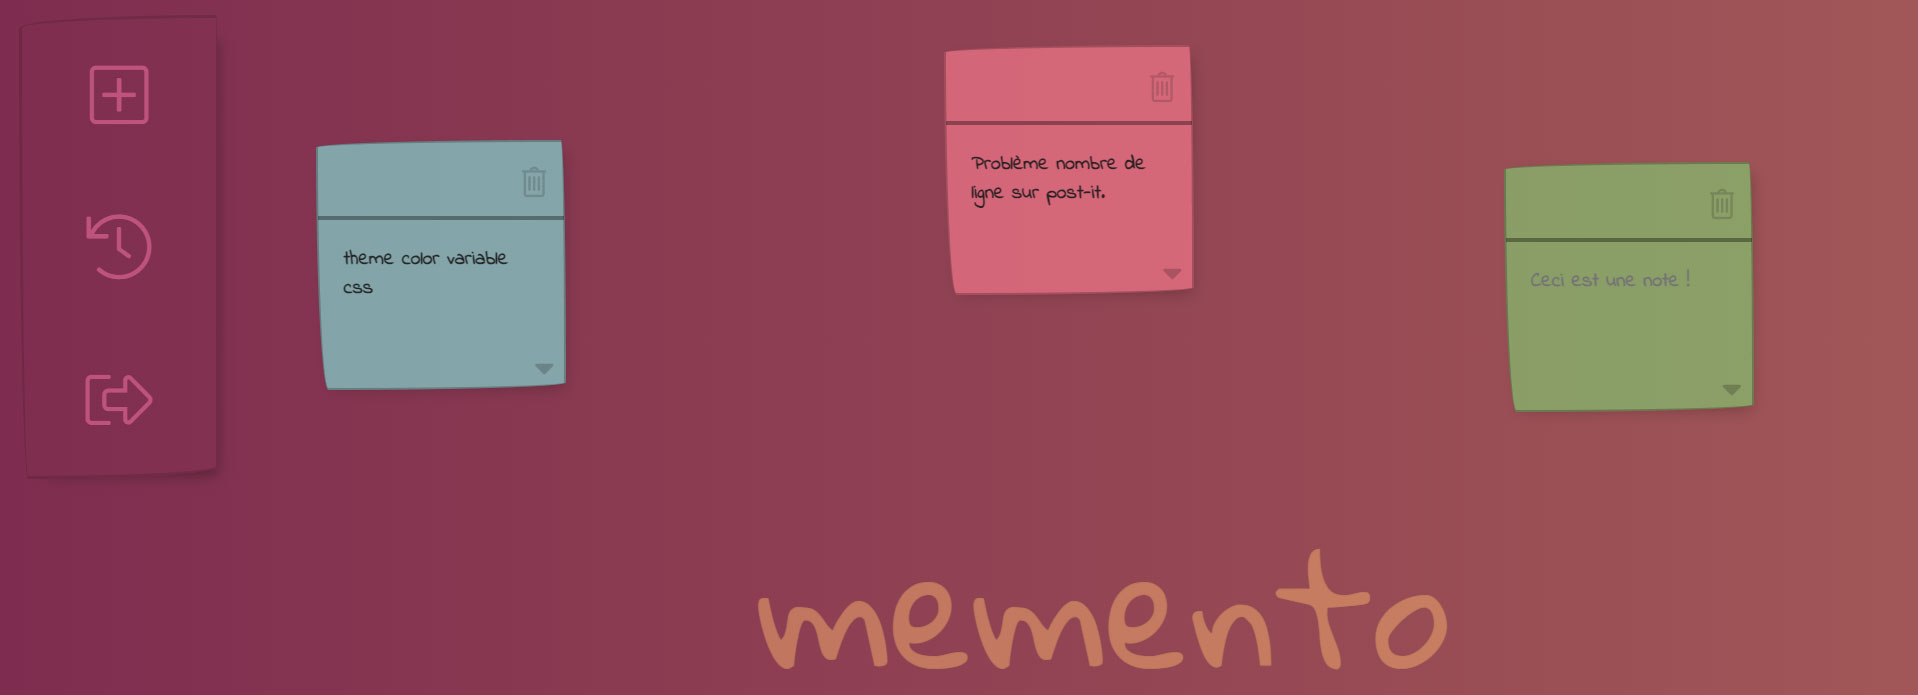 Problème nombre de
ligne sur post-it.
theme color variable
css
Ceci est une note !
memento